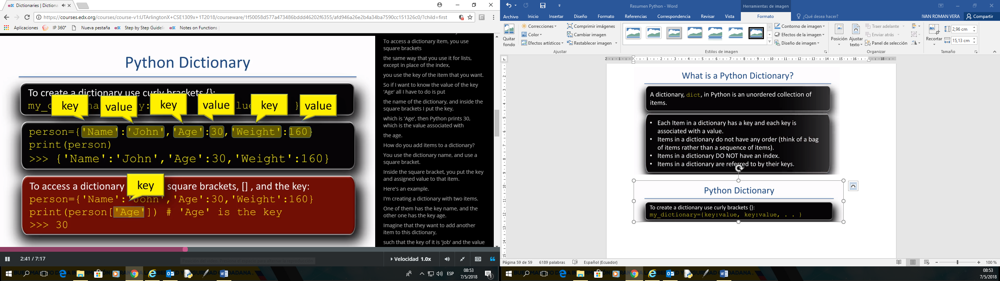 Dictionaries | Dictiona
https://courses.edx.org/courses/course-v1:UTArlingtonX+CSE1309x+1T2018/courseware/1f50058d577a473486bddd46202f6355/afd946a26e2b4a34ba7590cc151326c0/?child=first
Aplicaciones IP 360° Nueva pestaña Step by Step Guideli Notes on Functions
Python Dictionary
To create a dictionary use curly brackets {}:
key value key value key value
person={'Name':'John','Age':30,'Weight':160}
print(person)
>>> {'Name':'John','Age':30,'Weight':160}
To access a dictionary key square brackets, [] , and the key:
person={'Name':'John','Age':30,'Weight':160}
print(person['Age']) # 'Age' is the key
>>> 30
To access a dictionary item, you use
square brackets
the same way that you use it for lists,
except in place of the index,
you use the key of the item that you want.
So if I want to know the value of the key
'Age' all I have to do is put
the name of the dictionary, and inside the
square brackets I put the key,
which is 'Age', then Python prints 30,
which is the value associated with
the age.
How do you add items to a dictionary?
You use the dictionary name, and use a
square bracket.
Inside the square bracket, you put the key
and assigned value to that item.
Here's an example.
I'm creating a dictionary with two items.
One of them has the key name, and the
other one has the key age.
Imagine that they want to add another
item to this dictionary,
such that the key of it is 'Job' and the value
2:41 / 7:17
Velocidad 1.0x
ESP
08:53
7/5/2018
Resumen Python - Word
Herramientas de imagen
Archivo Inicio Insertar Diseño Formato Referencias Correspondencia Revisar Vista Formato ¿Qué desea hacer? IVAN ROMAN VERA Compartir
Quitar fondo
Correcciones
Color
Efectos artísticos
Comprimir imágenes
Cambiar imagen
Restablecer imagen
Contorno de imagen
Efectos de la imagen
Diseño de imagen
Posición
Ajustar texto
Traer adelante
Enviar atrás
Panel de selección
Recortar
2,96 cm
15,13 cm
Ajustar Estilos de imagen Organizar Tamaño
What is a Python Dictionary?
A dictionary, dict, in Python is an unordered collection of
items.
• Each Item in a dictionary has a key and each key is
associated with a value.
• Items in a dictionary do not have any order (think of a bag
of items rather than a sequence of items).
• Items in a dictionary DO NOT have an index.
• Items in a dictionary are referred to by their keys.
Python Dictionary
To create a dictionary use curly brackets {}:
my_dictionary={key:value, key:value, . . }
Página 59 de 59 6189 palabras Español (Ecuador) 100 %
08:53
7/5/2018